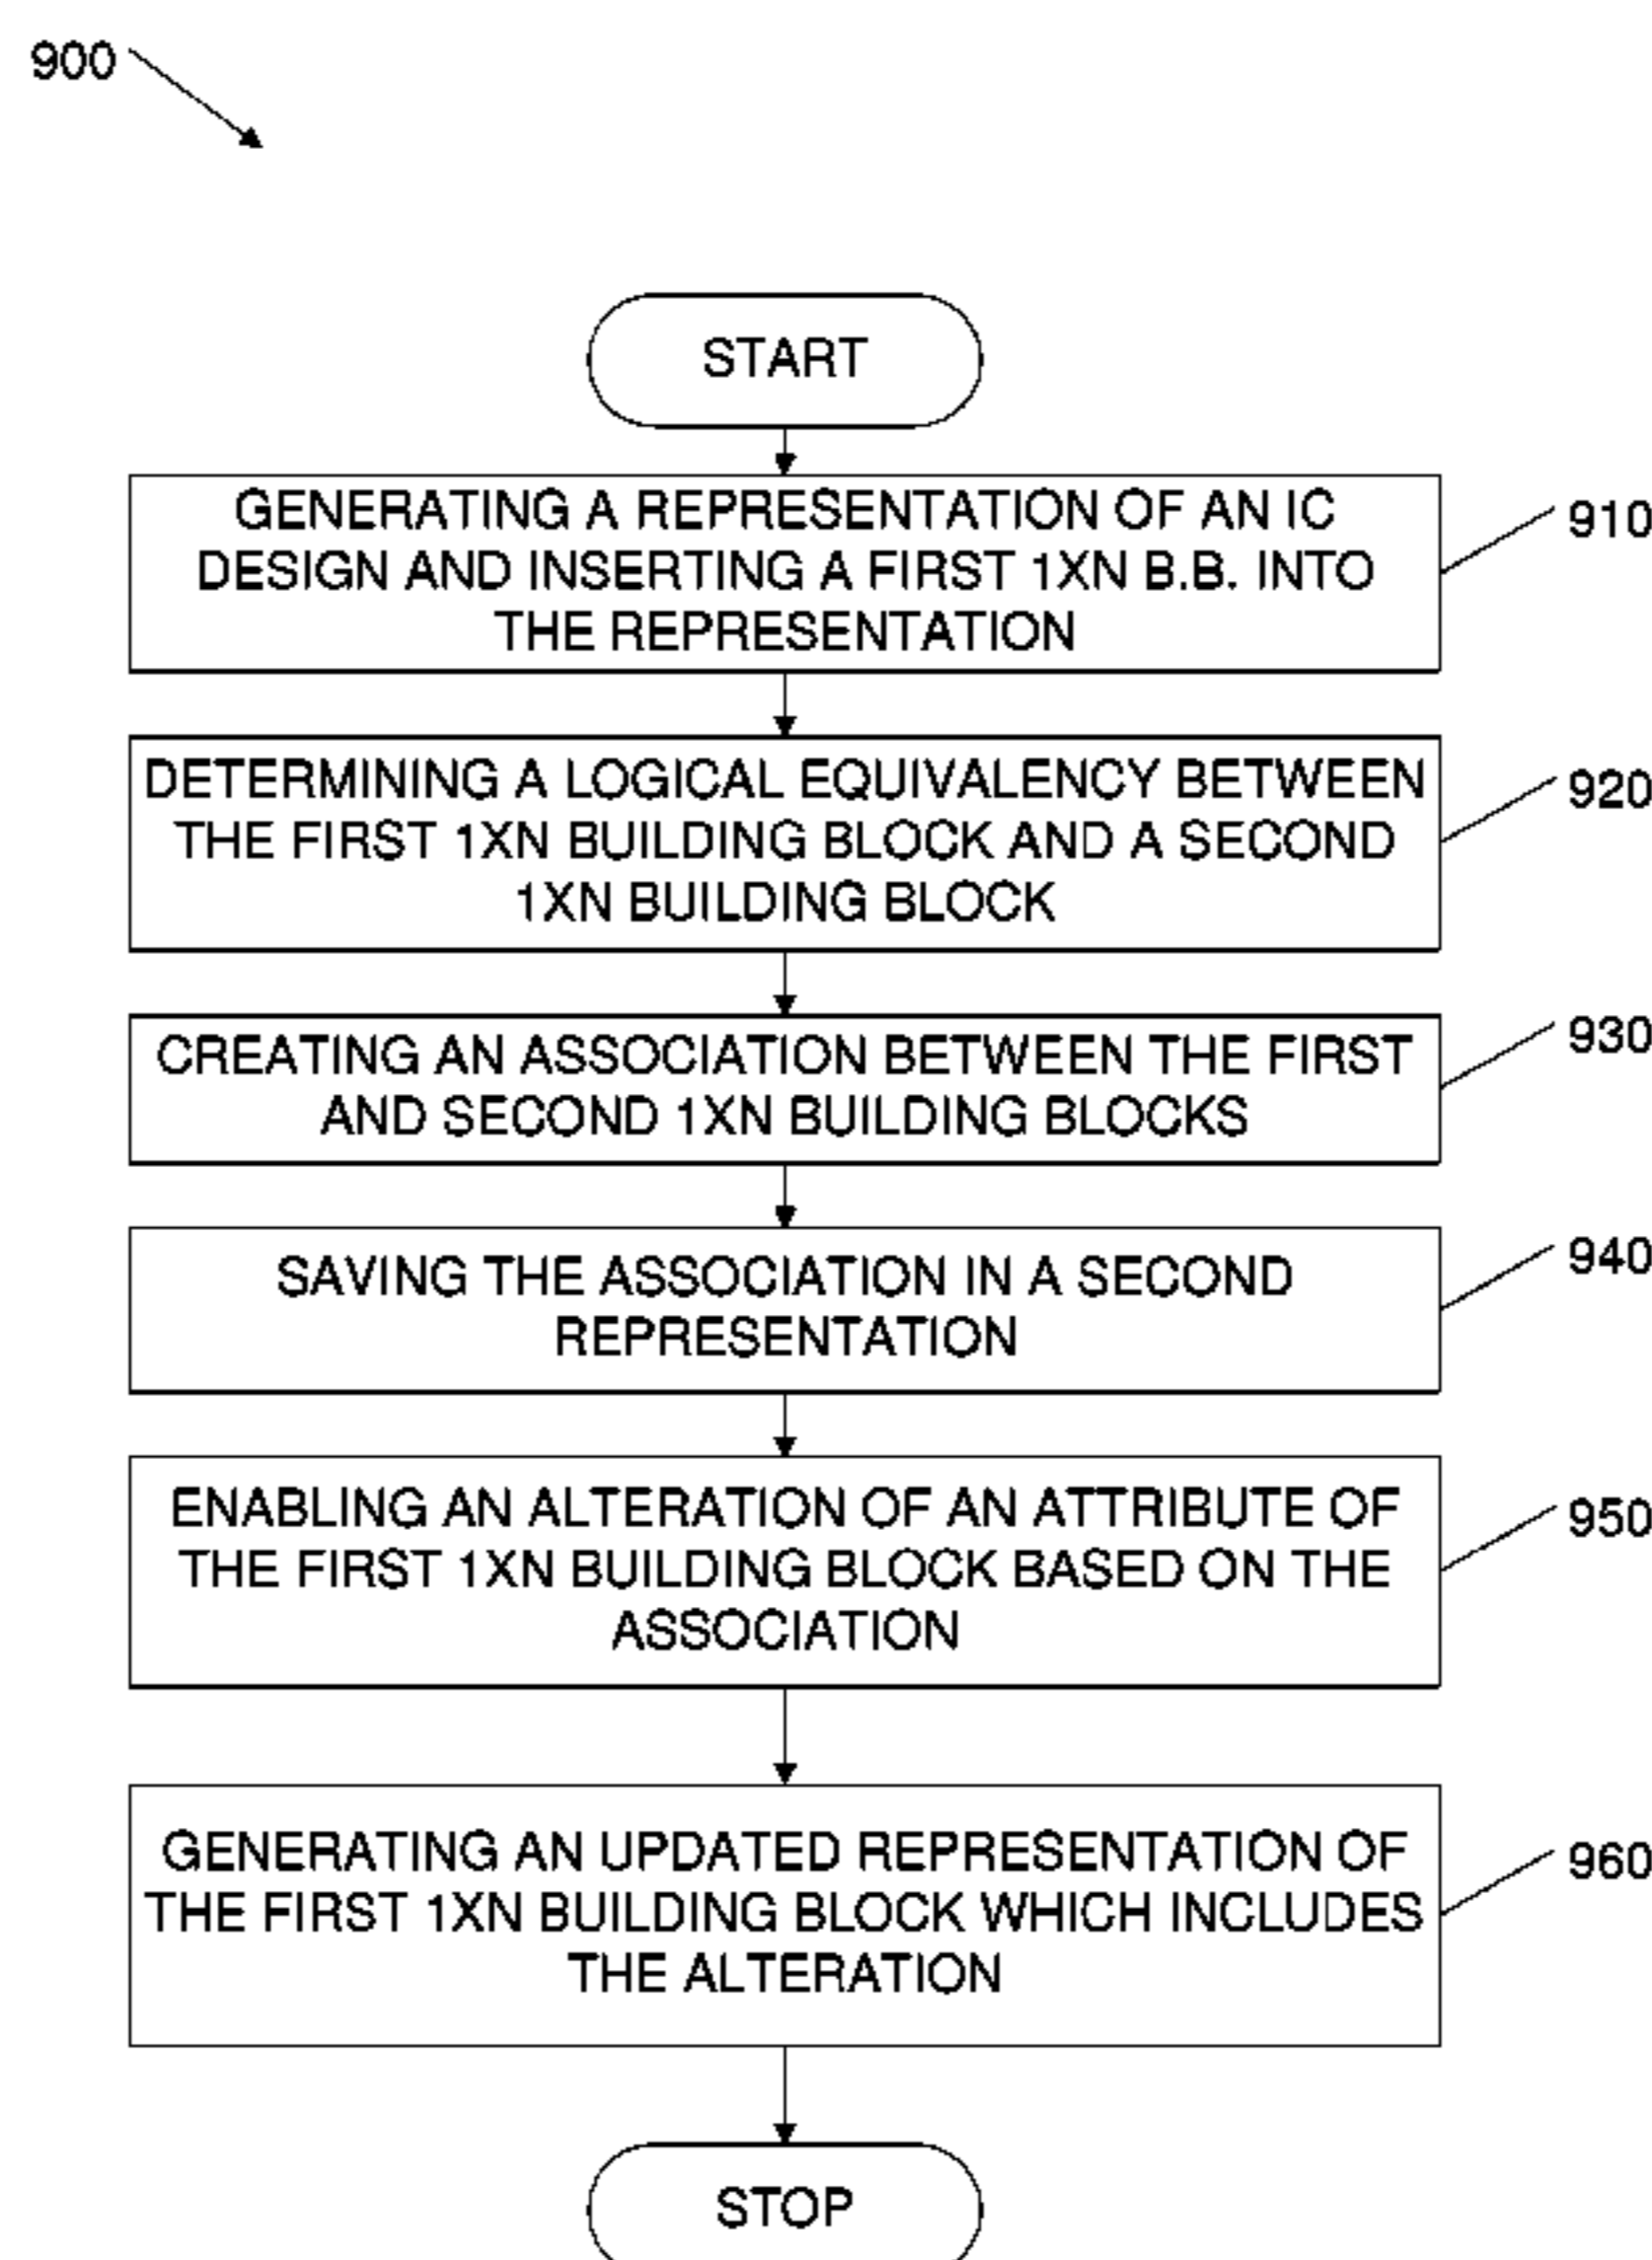 900
START
GENERATING A REPRESENTATION OF AN IC
DESIGN AND INSERTING A FIRST 1XN B.B. INTO
THE REPRESENTATION
910
DETERMINING A LOGICAL EQUIVALENCY BETWEEN
THE FIRST 1XN BUILDING BLOCK AND A SECOND
1XN BUILDING BLOCK
920
CREATING AN ASSOCIATION BETWEEN THE FIRST
AND SECOND 1XN BUILDING BLOCKS
930
SAVING THE ASSOCIATION IN A SECOND
REPRESENTATION
940
ENABLING AN ALTERATION OF AN ATTRIBUTE OF
THE FIRST 1XN BUILDING BLOCK BASED ON THE
ASSOCIATION
950
GENERATING AN UPDATED REPRESENTATION OF
THE FIRST 1XN BUILDING BLOCK WHICH INCLUDES
THE ALTERATION
960
STOP